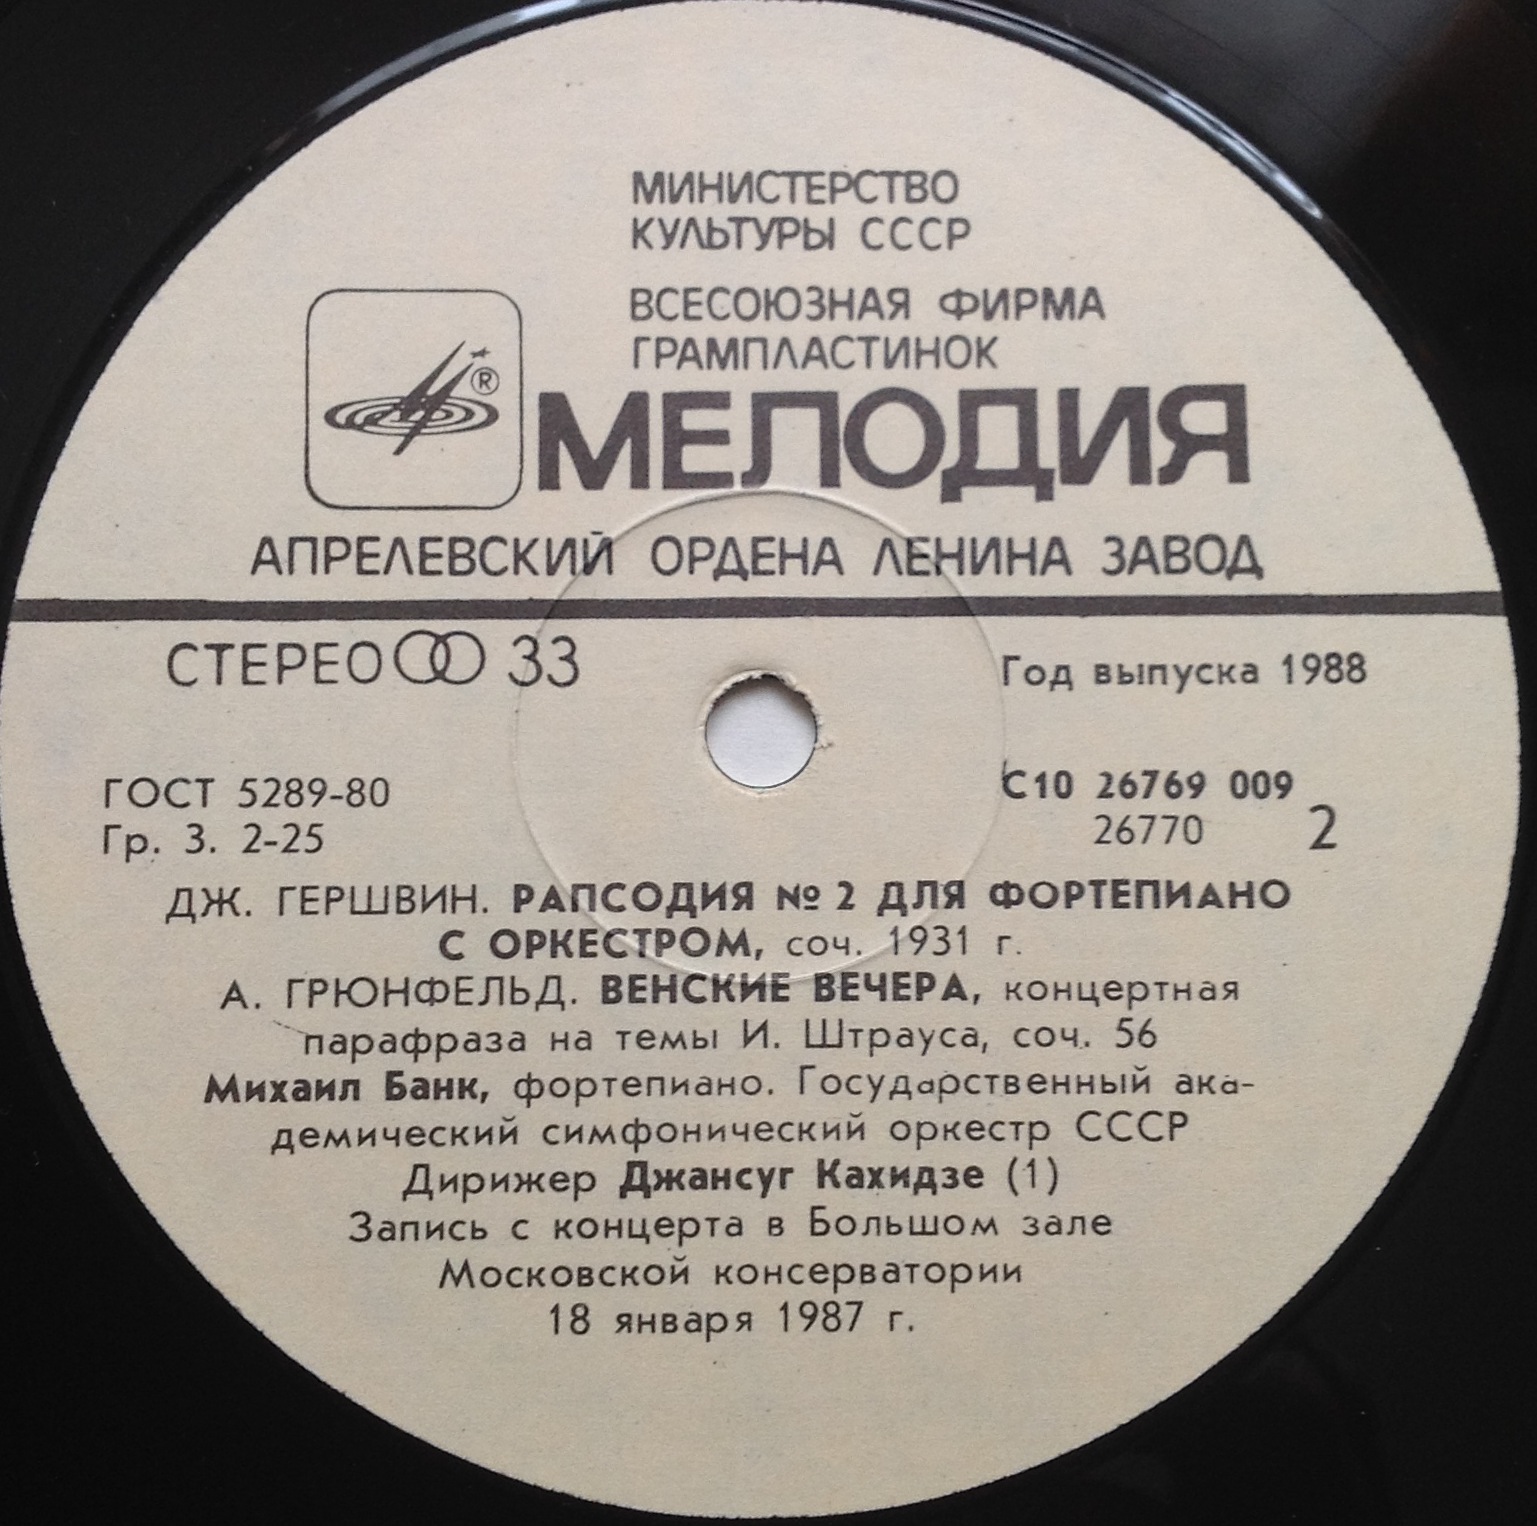 МИНИСТЕРСТВО
КУЛЬТУРЫ СССР
ВСЕСОЮЗНАЯ ФИРМА
ГРАМПЛАСТИНОК
®
МЕЛОДИЯ
АПРЕЛЕВСКИЙ ОРДЕНА ЛЕНИНА ЗАВОД
СТЕРЕО 33
Год выпуска 1988
ГОСТ 5289-80
Гр. 3. 2-25
С10 26769 009
26770 2
ДЖ. ГЕРШВИН. РАПСОДИЯ № 2 ДЛЯ ФОРТЕПИАНО
С ОРКЕСТРОМ, соч. 1931 г.
А. ГРЮНФЕЛЬД. ВЕНСКИЕ ВЕЧЕРА, концертная
парафраза на темы И. Штрауса, соч. 56
Михаил Банк, фортепиано. Государственный ака-
демический симфонический оркестр СССР
Дирижер Джансуг Кахидзе (1)
Запись с концерта в Большом зале
Московской консерватории
18 января 1987 г.